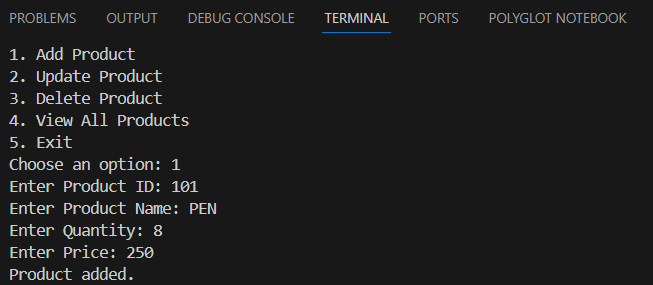 PROBLEMS OUTPUT DEBUG CONSOLE TERMINAL PORTS POLYGLOT NOTEBOOK
1. Add Product
2. Update Product
3. Delete Product
4. View All Products
5. Exit
Choose an option: 1
Enter Product ID: 101
Enter Product Name: PEN
Enter Quantity: 8
Enter Price: 250
Product added.